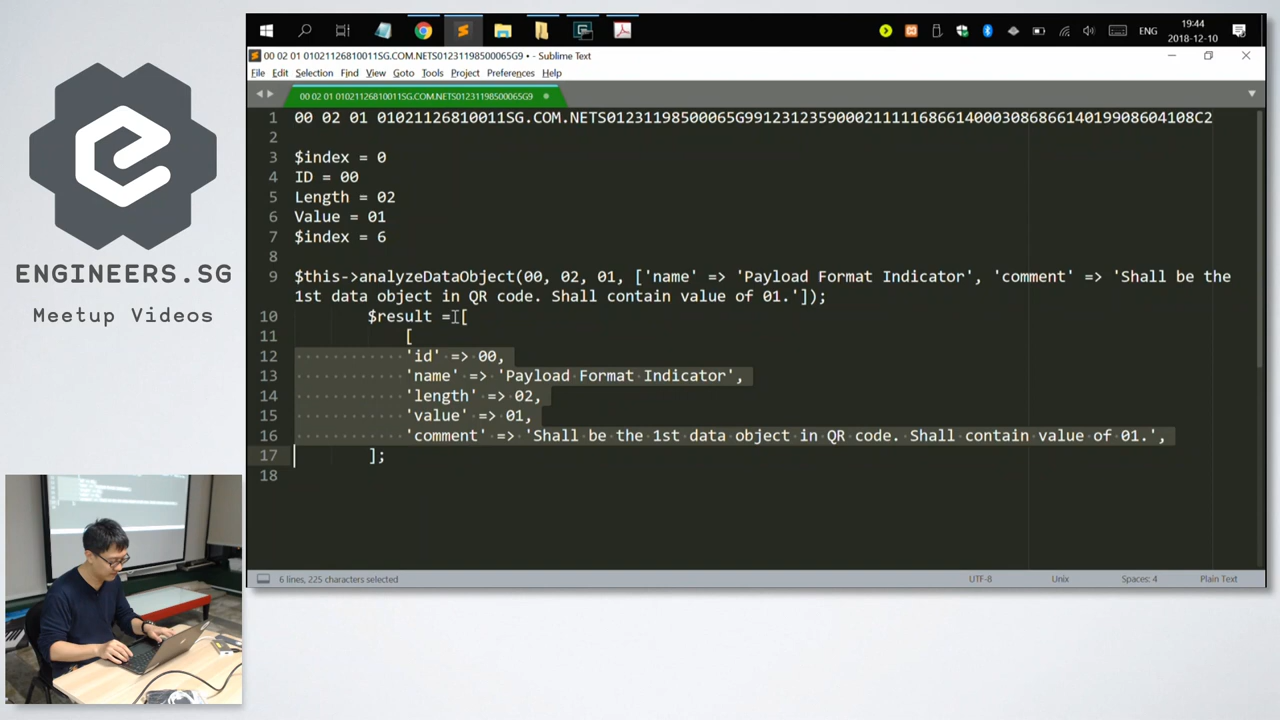 ENGINEERS.SG
Meetup Videos
19:44
ENG
2018-12-10
00 02 01 01021126810011SG.COM.NETS01231198500065G9 • - Sublime Text
File Edit Selection Find View Goto Tools Project Preferences Help
00 02 01 01021126810011SG.COM.NETS01231198500065G9
1 00 02 01 01021126810011SG.COM.NETS01231198500065G9912312359000211111686614000308686614019908604108C2
2
3 $index = 0
4 ID = 00
5 Length = 02
6 Value = 01
7 $index = 6
8
9 $this->analyzeDataObject(00, 02, 01, ['name' => 'Payload Format Indicator', 'comment' => 'Shall be the
1st data object in QR code. Shall contain value of 01.']);
10 $result = [
11 [
12 'id' => 00,
13 'name' => 'Payload Format Indicator',
14 'length' => 02,
15 'value' => 01,
16 'comment' => 'Shall be the 1st data object in QR code. Shall contain value of 01.',
17 ];
18
6 lines, 225 characters selected
UTF-8
Unix
Spaces: 4
Plain Text